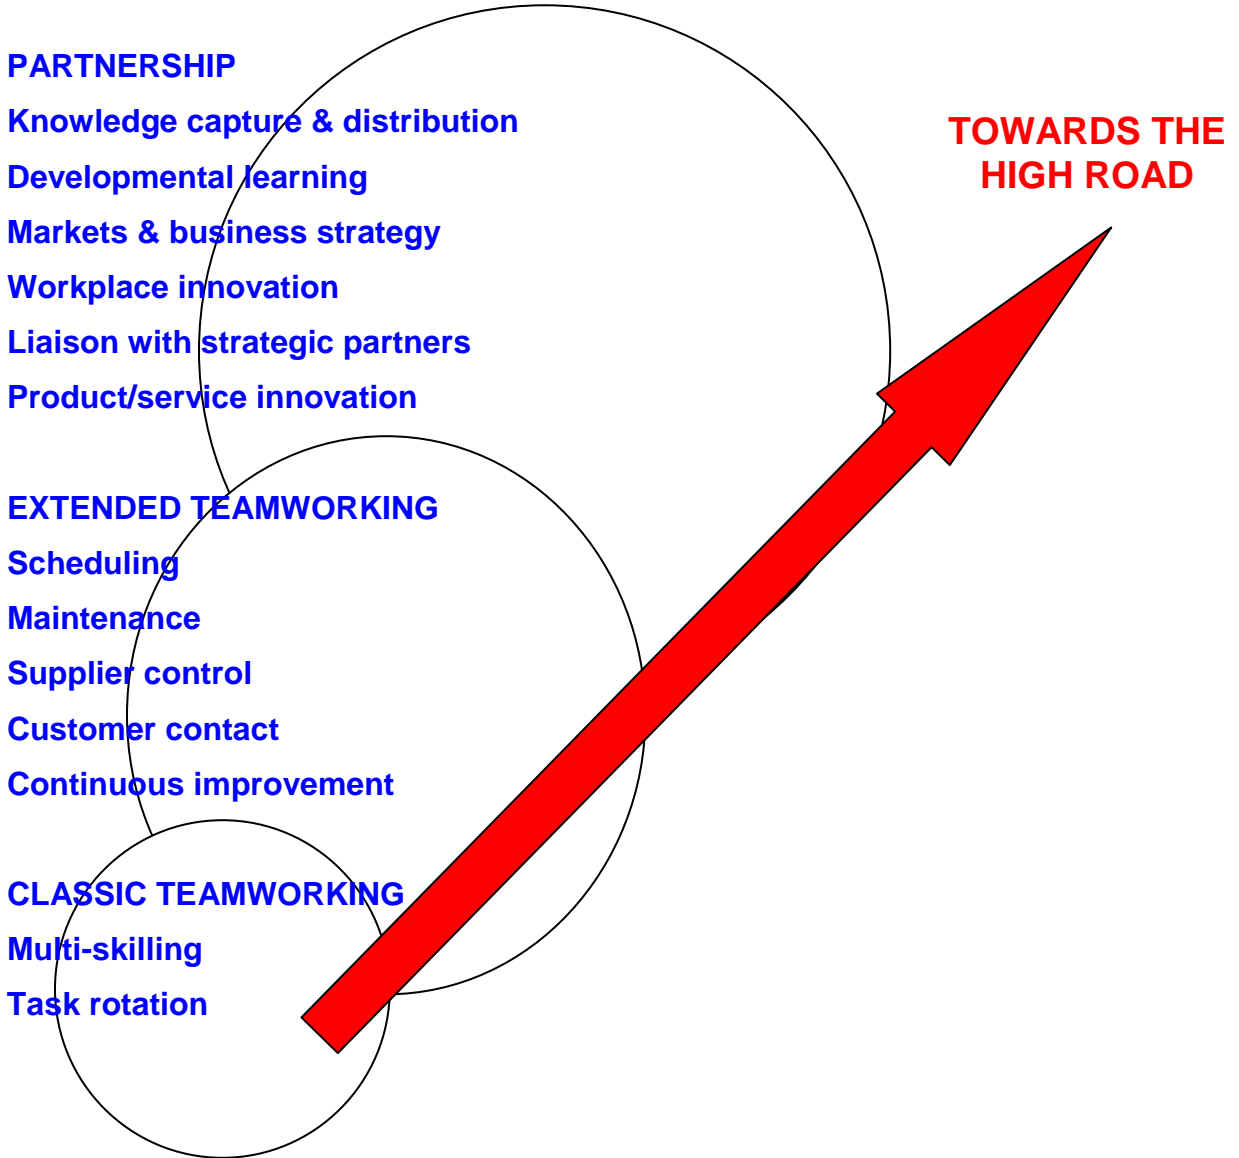 PARTNERSHIP
Knowledge capture & distribution
Developmental learning
Markets & business strategy
Workplace innovation
Liaison with strategic partners
Product/service innovation
TOWARDS THE
HIGH ROAD
EXTENDED TEAMWORKING
Scheduling
Maintenance
Supplier control
Customer contact
Continuous improvement
CLASSIC TEAMWORKING
Multi-skilling
Task rotation